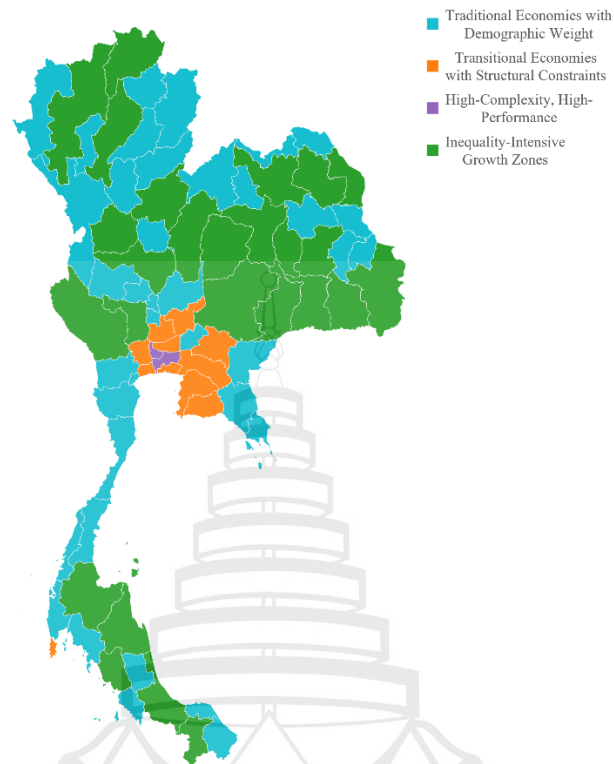 Traditional Economies with
Demographic Weight
Transitional Economies
with Structural Constraints
High-Complexity, High-
Performance
Inequality-Intensive
Growth Zones